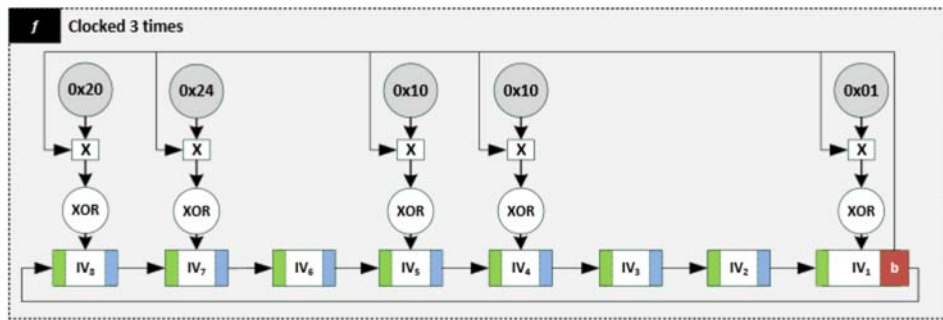 f Clocked 3 times
0x20 0x24 0x10 0x10 0x01
X X X X X
XOR XOR XOR XOR XOR
IV₈ IV₇ IV₆ IV₅ IV₄ IV₃ IV₂ IV₁ b